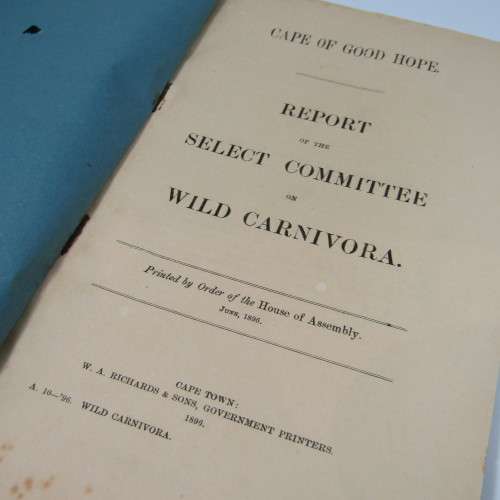 CAPE OF GOOD HOPE.
REPORT
OF THE
SELECT COMMITTEE
ON
WILD CARNIVORA.
Printed by Order of the House of Assembly.
JUNE, 1896.
CAPE TOWN:
W. A. RICHARDS & SONS, GOVERNMENT PRINTERS.
1896.
A. 10—'96. WILD CARNIVORA.